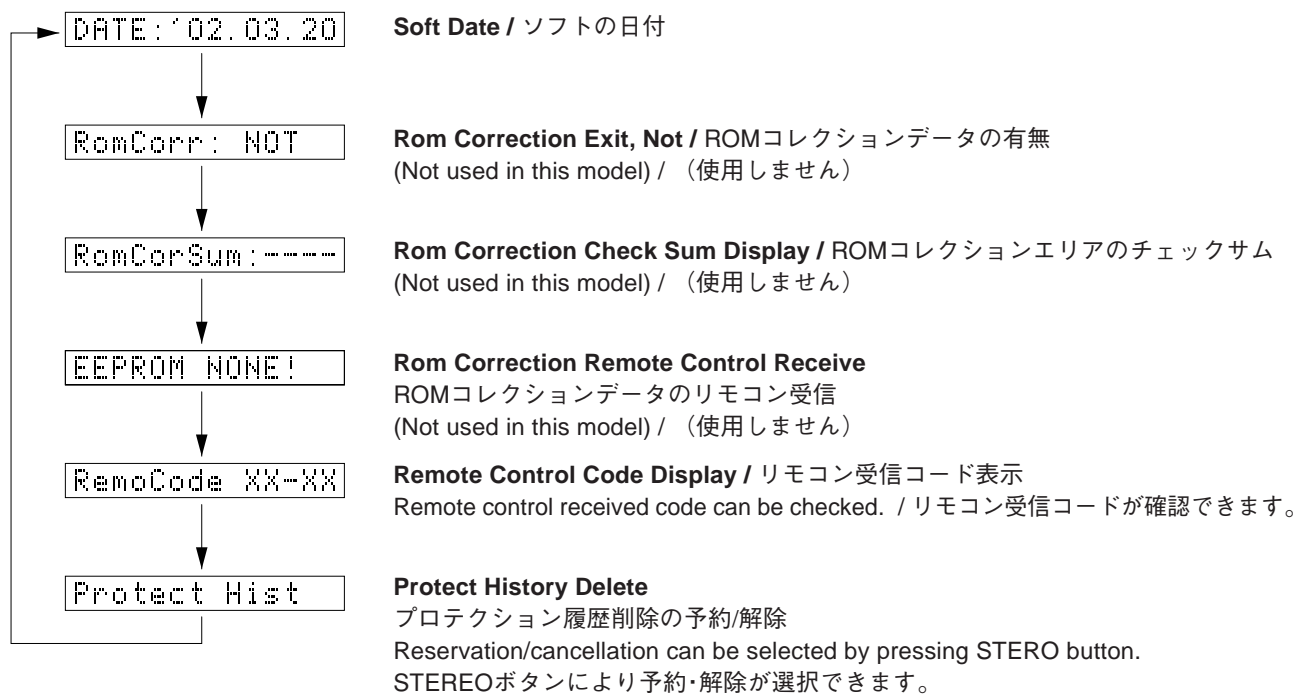 DATE:´02.03.20
Soft Date / ソフトの日付
RomCorr: NOT
Rom Correction Exit, Not / ROMコレクションデータの有無
(Not used in this model) / （使用しません）
RomCorSum:----
Rom Correction Check Sum Display / ROMコレクションエリアのチェックサム
(Not used in this model) / （使用しません）
EEPROM NONE!
Rom Correction Remote Control Receive
ROMコレクションデータのリモコン受信
(Not used in this model) / （使用しません）
RemoCode XX-XX
Remote Control Code Display / リモコン受信コード表示
Remote control received code can be checked. / リモコン受信コードが確認できます。
Protect Hist
Protect History Delete
プロテクション履歴削除の予約/解除
Reservation/cancellation can be selected by pressing STERO button.
STEREOボタンにより予約･解除が選択できます。